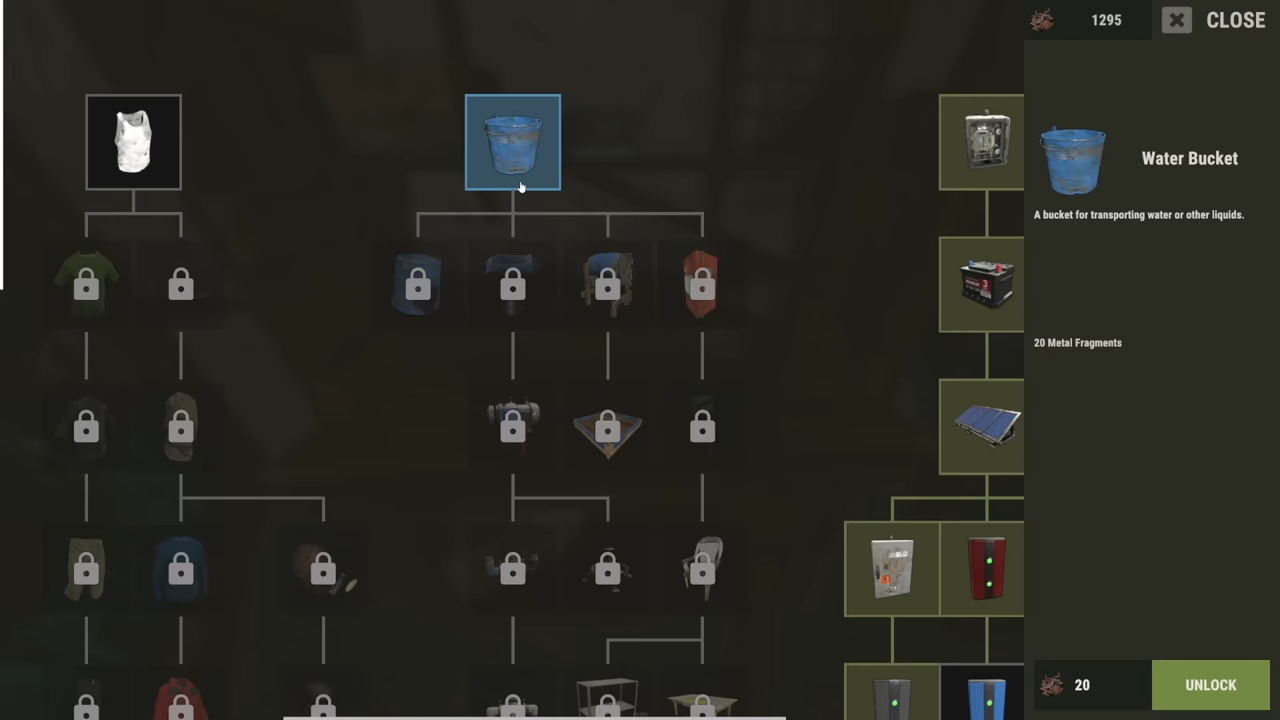 1295
CLOSE
Water Bucket
A bucket for transporting water or other liquids.
20 Metal Fragments
20
UNLOCK